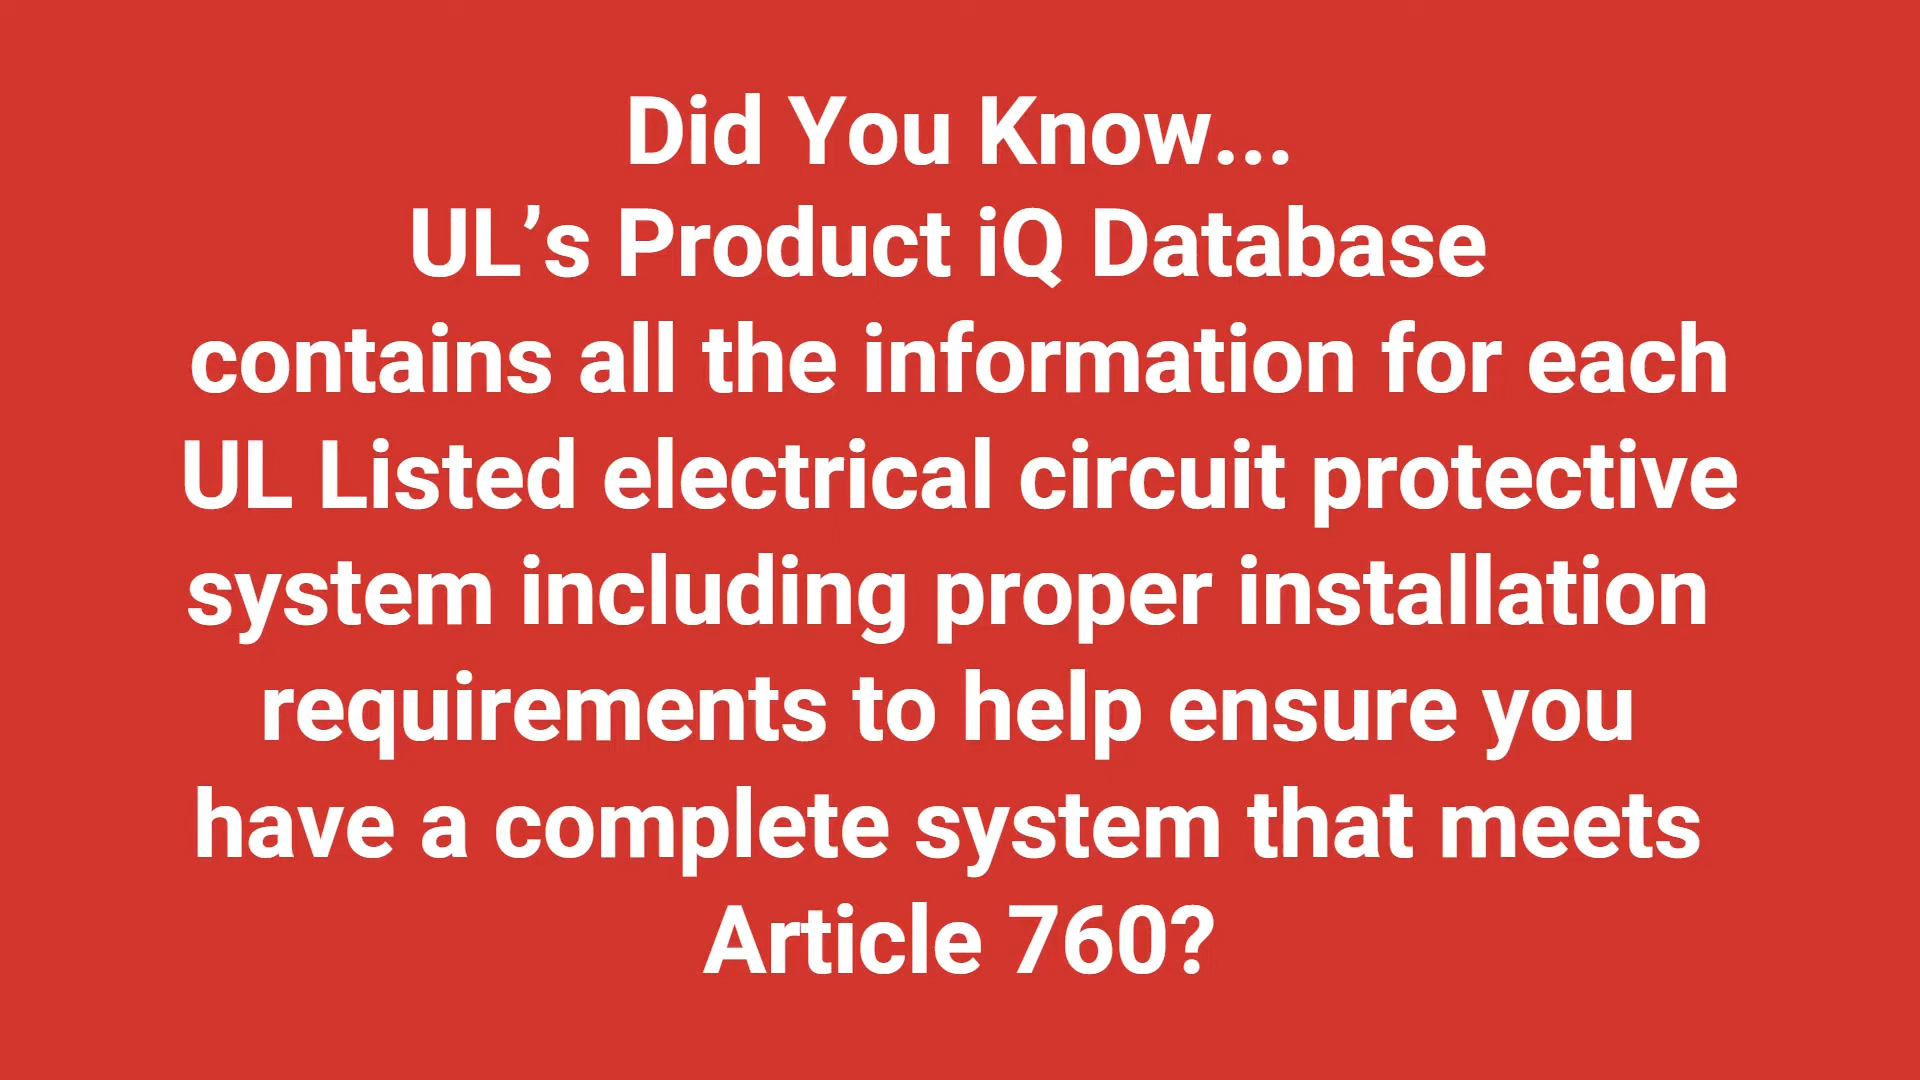 Did You Know...
UL’s Product iQ Database
contains all the information for each
UL Listed electrical circuit protective
system including proper installation
requirements to help ensure you
have a complete system that meets
Article 760?